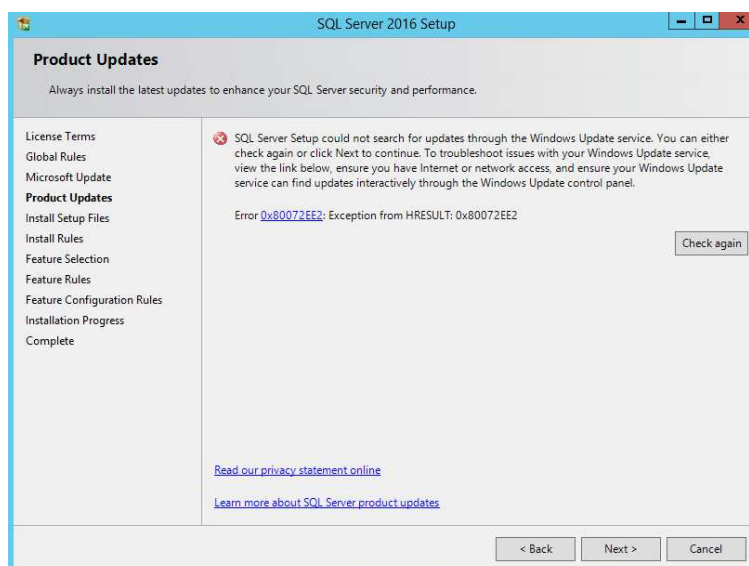 SQL Server 2016 Setup
Product Updates
Always install the latest updates to enhance your SQL Server security and performance.
License Terms
Global Rules
Microsoft Update
Product Updates
Install Setup Files
Install Rules
Feature Selection
Feature Rules
Feature Configuration Rules
Installation Progress
Complete
SQL Server Setup could not search for updates through the Windows Update service. You can either
check again or click Next to continue. To troubleshoot issues with your Windows Update service,
view the link below, ensure you have Internet or network access, and ensure your Windows Update
service can find updates interactively through the Windows Update control panel.
Error 0x80072EE2: Exception from HRESULT: 0x80072EE2
Check again
Read our privacy statement online
Learn more about SQL Server product updates
< Back
Next >
Cancel